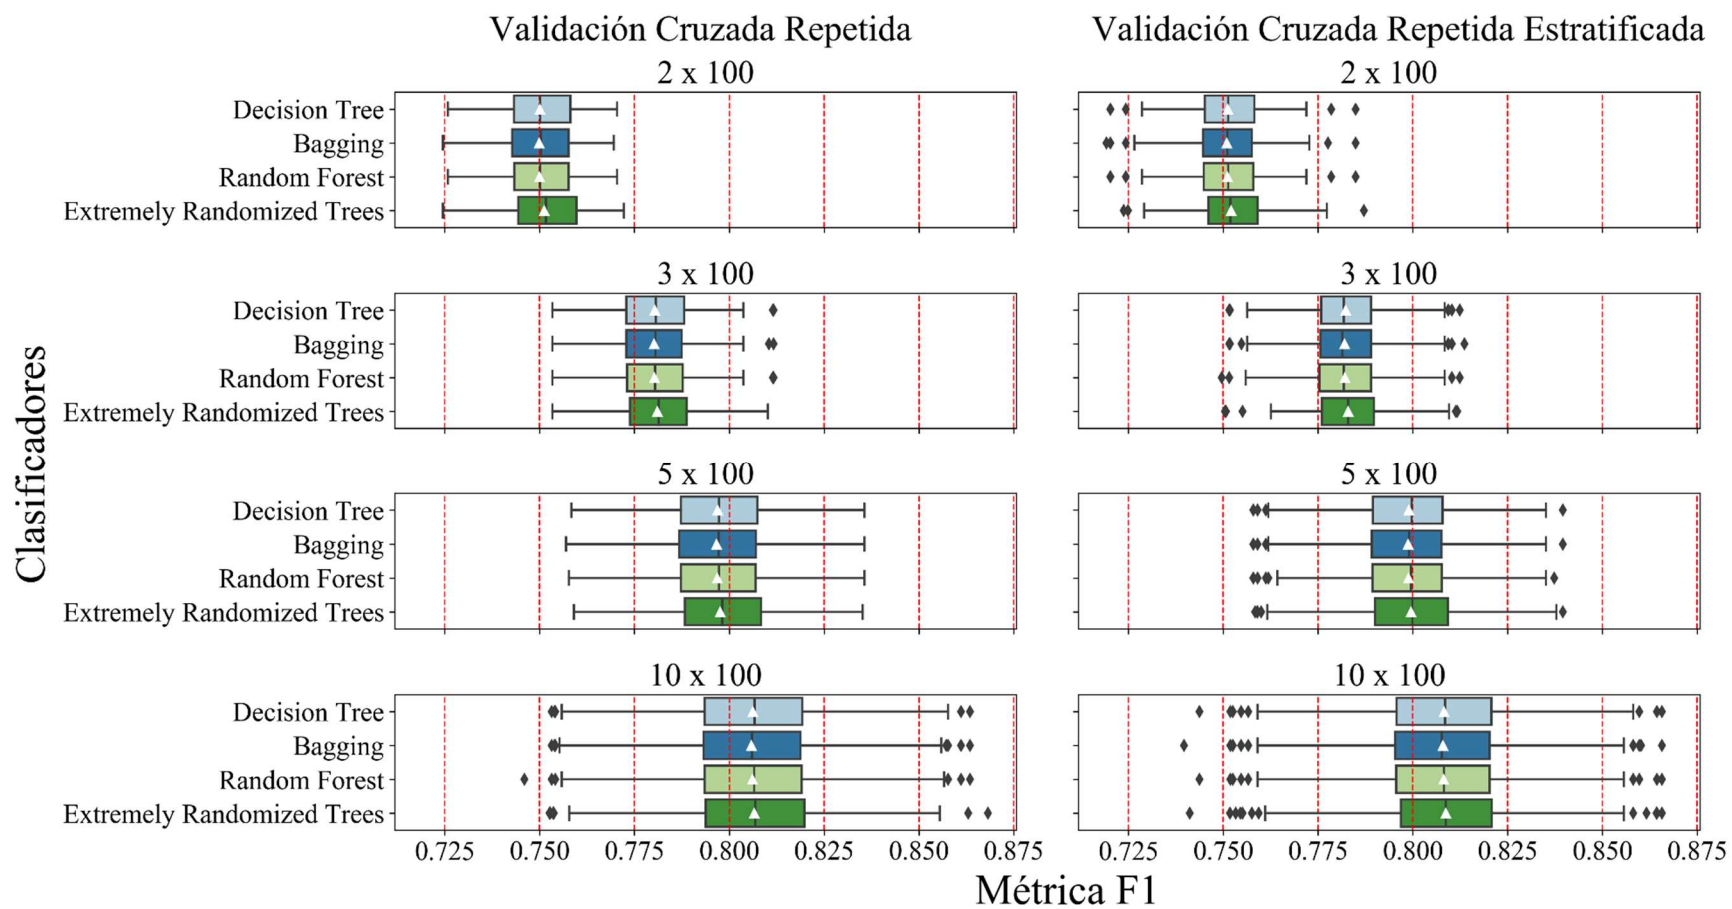 Validación Cruzada Repetida
Validación Cruzada Repetida Estratificada
2 x 100
2 x 100
Decision Tree
Bagging
Random Forest
Extremely Randomized Trees
3 x 100
3 x 100
Decision Tree
Bagging
Random Forest
Extremely Randomized Trees
5 x 100
5 x 100
Decision Tree
Bagging
Random Forest
Extremely Randomized Trees
10 x 100
10 x 100
Decision Tree
Bagging
Random Forest
Extremely Randomized Trees
Clasificadores
0.725 0.750 0.775 0.800 0.825 0.850 0.875
0.725 0.750 0.775 0.800 0.825 0.850 0.875
Métrica F1